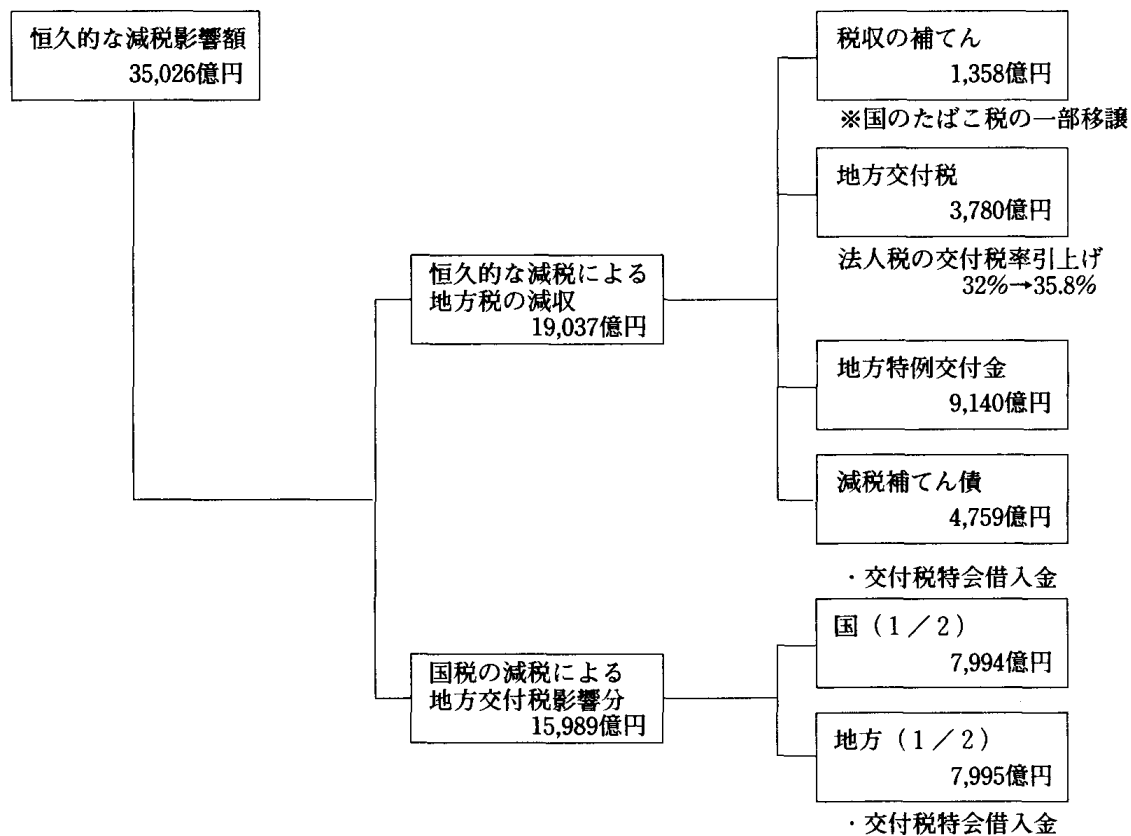 恒久的な減税影響額
35,026億円
恒久的な減税による
地方税の減収
19,037億円
税収の補てん
1,358億円
※国のたばこ税の一部移譲
地方交付税
3,780億円
法人税の交付税率引上げ
32%→35.8%
地方特例交付金
9,140億円
減税補てん債
4,759億円
国税の減税による
地方交付税影響分
15,989億円
・交付税特会借入金
国(1/2)
7,994億円
地方(1/2)
7,995億円
・交付税特会借入金